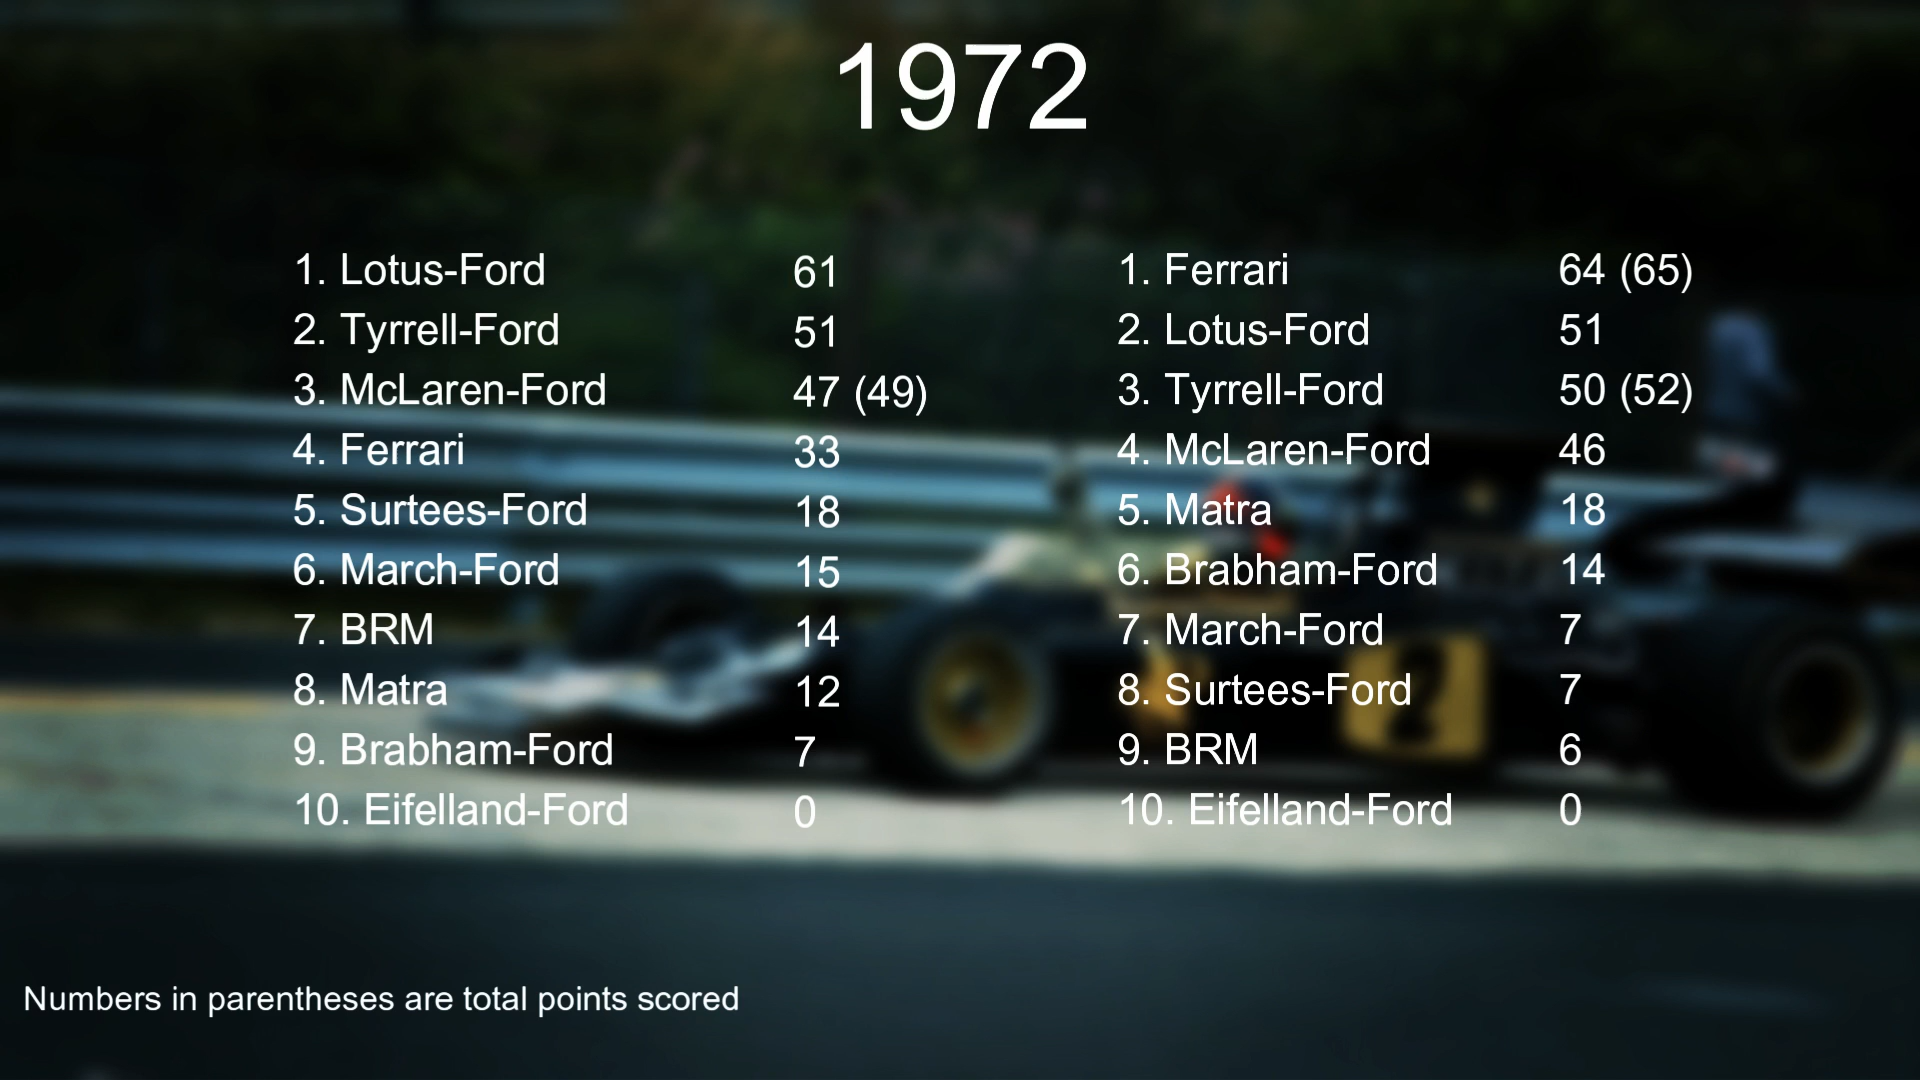 1972
1. Lotus-Ford 61
2. Tyrrell-Ford 51
3. McLaren-Ford 47 (49)
4. Ferrari 33
5. Surtees-Ford 18
6. March-Ford 15
7. BRM 14
8. Matra 12
9. Brabham-Ford 7
10. Eifelland-Ford 0
1. Ferrari 64 (65)
2. Lotus-Ford 51
3. Tyrrell-Ford 50 (52)
4. McLaren-Ford 46
5. Matra 18
6. Brabham-Ford 14
7. March-Ford 7
8. Surtees-Ford 7
9. BRM 6
10. Eifelland-Ford 0
Numbers in parentheses are total points scored